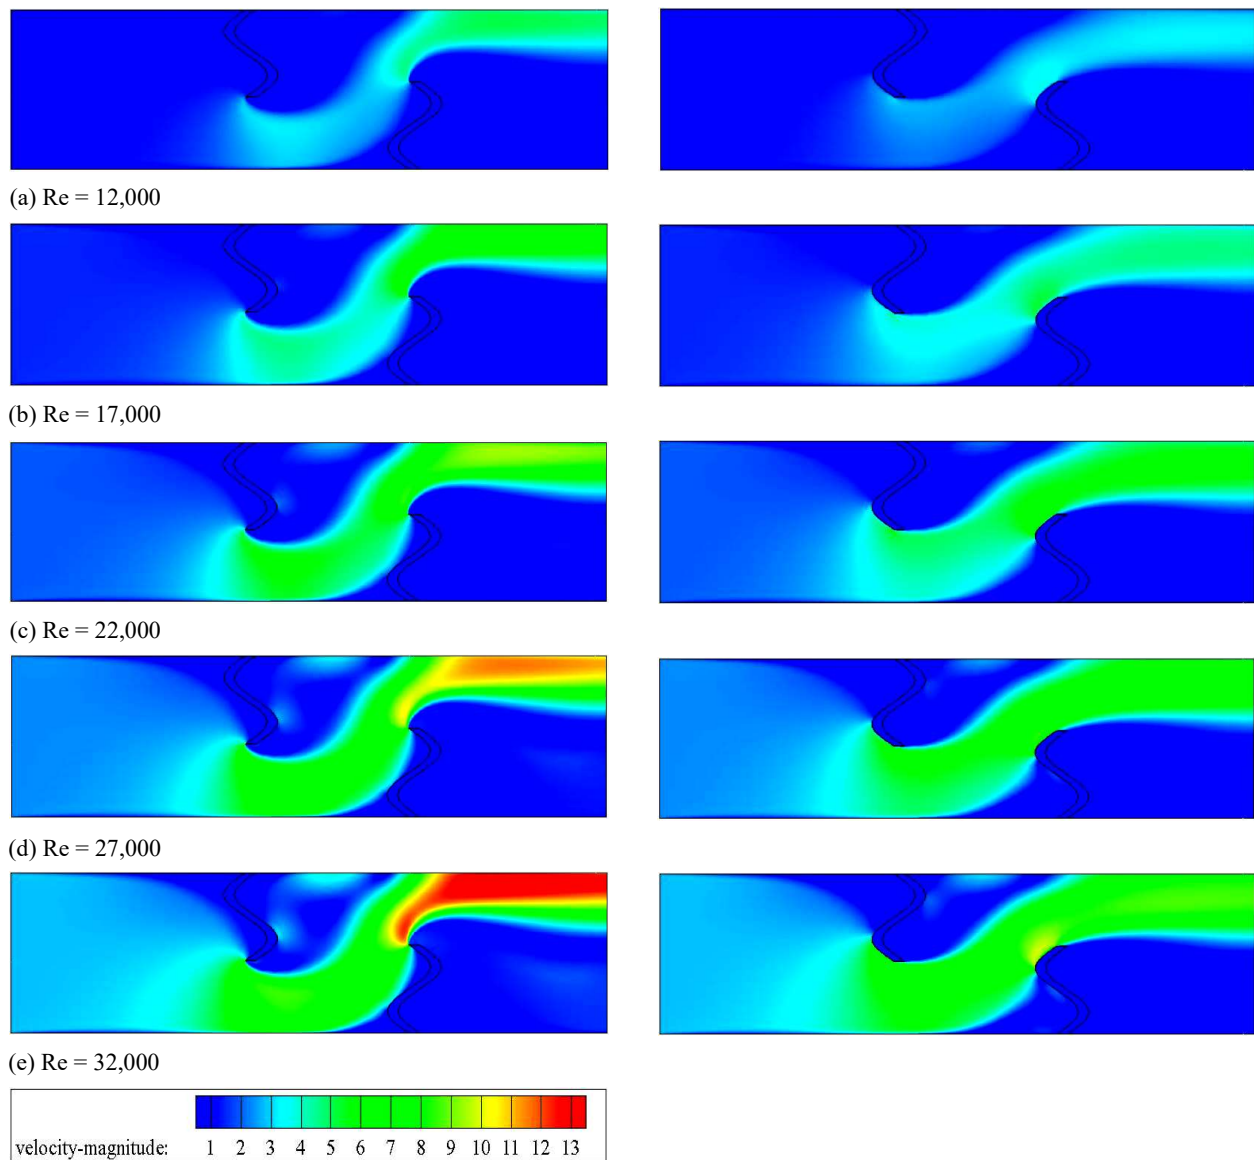 (a) Re = 12,000
(b) Re = 17,000
(c) Re = 22,000
(d) Re = 27,000
(e) Re = 32,000
velocity-magnitude: 1 2 3 4 5 6 7 8 9 10 11 12 13